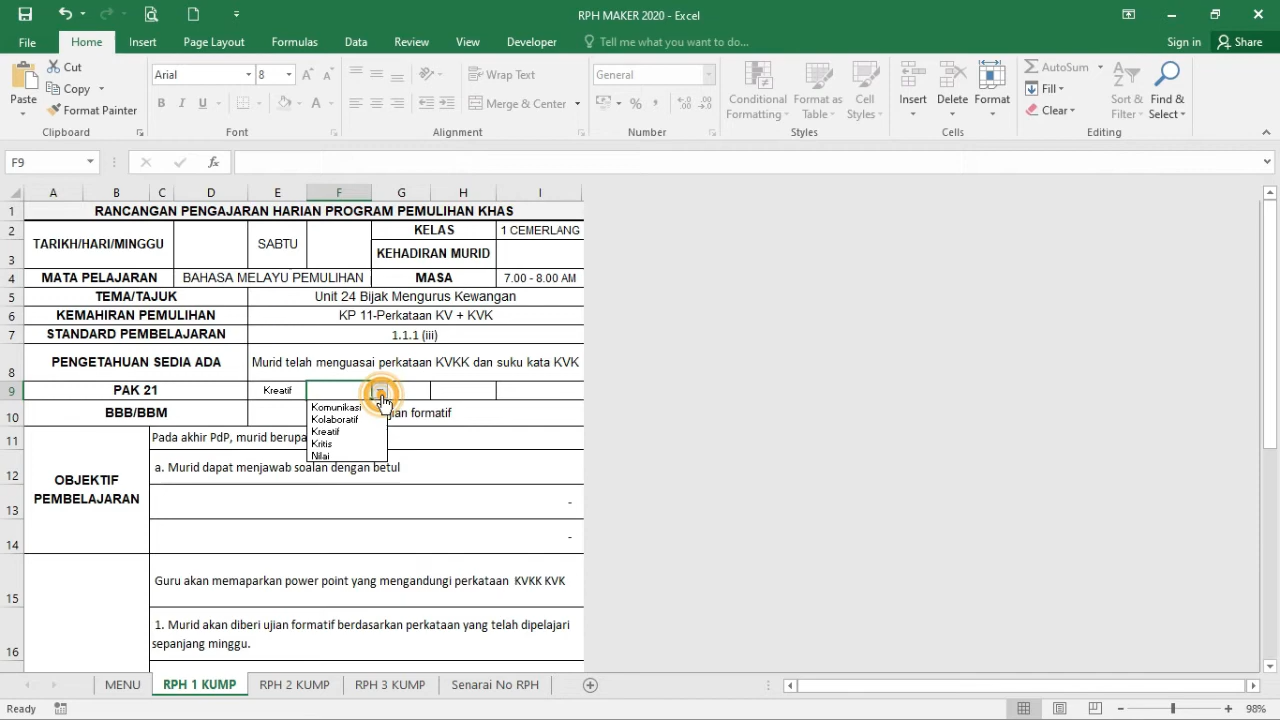 RPH MAKER 2020 - Excel
File Home Insert Page Layout Formulas Data Review View Developer Tell me what you want to do... Sign in Share
Paste Cut Copy Format Painter Clipboard
Arial 8 B I U Font
Wrap Text Merge & Center Alignment
General % Number
Conditional Formatting Format as Table Cell Styles Styles
Insert Delete Format Cells
AutoSum Fill Clear Sort & Filter Find & Select Editing
F9 fx
A B C D E F G H I
1 RANCANGAN PENGAJARAN HARIAN PROGRAM PEMULIHAN KHAS
2 TARIKH/HARI/MINGGU SABTU KELAS 1 CEMERLANG
3 KEHADIRAN MURID
4 MATA PELAJARAN BAHASA MELAYU PEMULIHAN MASA 7.00 - 8.00 AM
5 TEMA/TAJUK Unit 24 Bijak Mengurus Kewangan
6 KEMAHIRAN PEMULIHAN KP 11-Perkataan KV + KVK
7 STANDARD PEMBELAJARAN 1.1.1 (iii)
8 PENGETAHUAN SEDIA ADA Murid telah menguasai perkataan KVKK dan suku kata KVK
9 PAK 21 Kreatif
Komunikasi
Kolaboratif
Kreatif
Kritis
Nilai
10 BBB/BBM formatif
11 Pada akhir PdP, murid berupa
12 OBJEKTIF PEMBELAJARAN a. Murid dapat menjawab soalan dengan betul
13 -
14 -
15 Guru akan memaparkan power point yang mengandungi perkataan KVKK KVK
16 1. Murid akan diberi ujian formatif berdasarkan perkataan yang telah dipelajari
sepanjang minggu.
MENU RPH 1 KUMP RPH 2 KUMP RPH 3 KUMP Senarai No RPH
Ready 98%